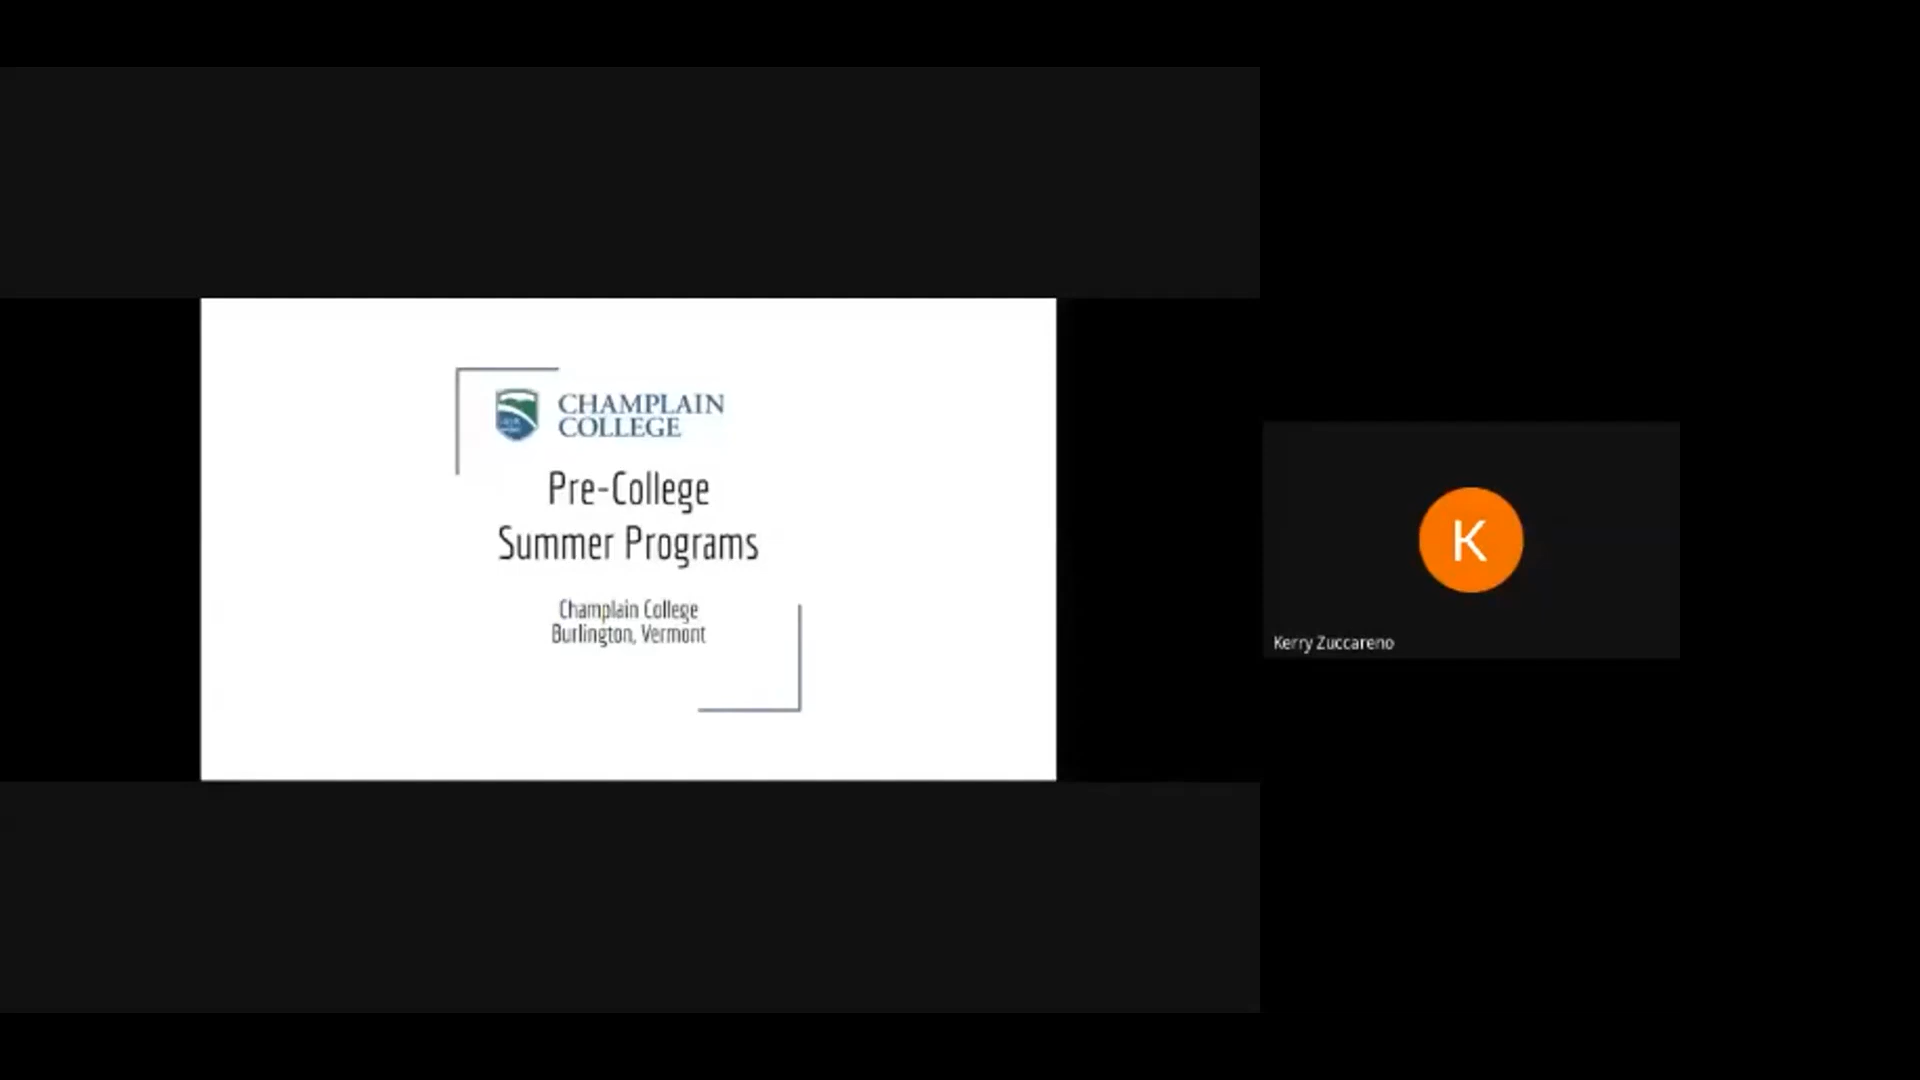 CHAMPLAIN
COLLEGE
Pre-College
Summer Programs
Champlain College
Burlington, Vermont
K
Kerry Zuccareno